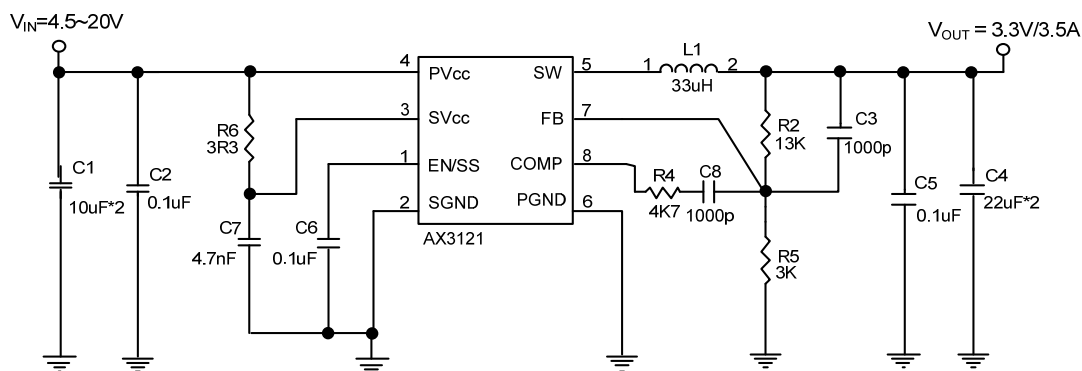 VIN=4.5~20V
VOUT = 3.3V/3.5A
L1
1 2
33uH
4 PVcc SW 5
3 SVcc FB 7
1 EN/SS COMP 8
2 SGND PGND 6
AX3121
R6
3R3
R2
13K
C3
1000p
R4
4K7
C8
1000p
C1
10uF*2
C2
0.1uF
C7
4.7nF
C6
0.1uF
R5
3K
C5
0.1uF
C4
22uF*2